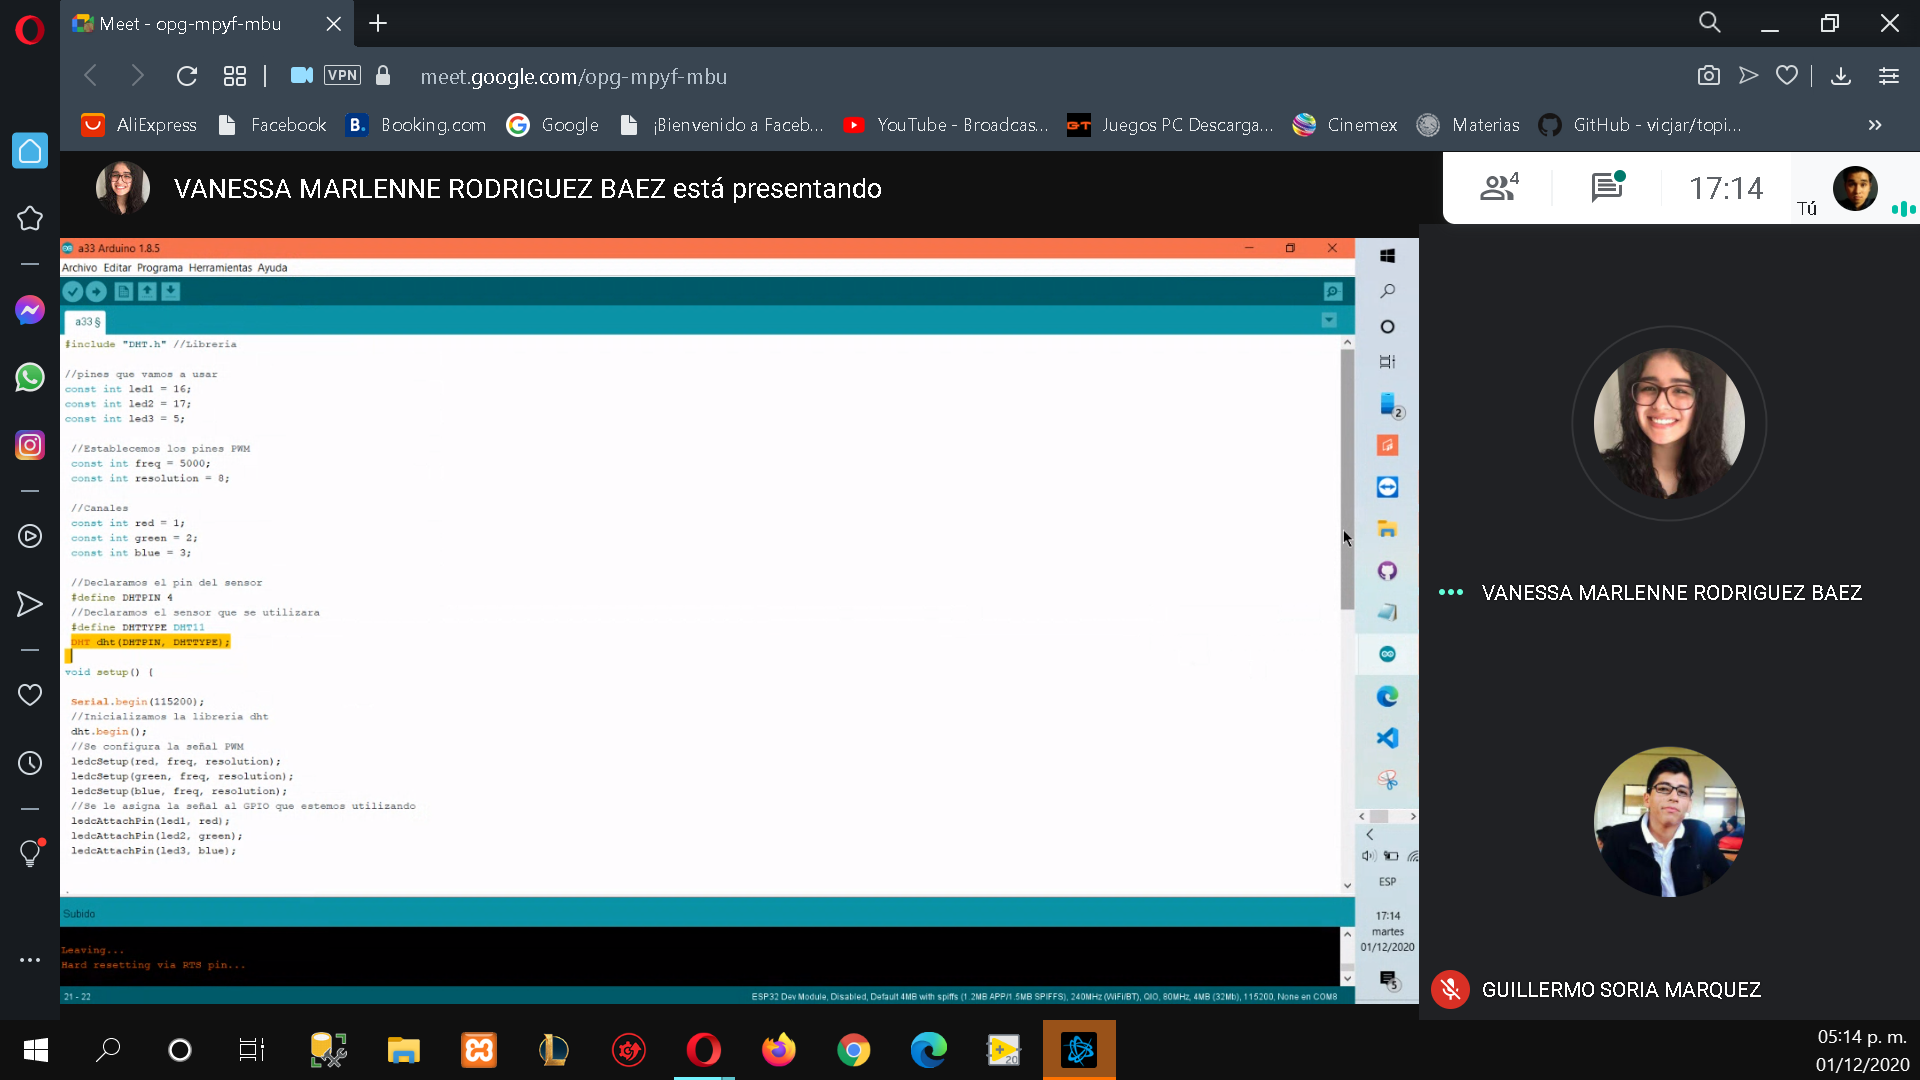 Meet - opg-mpyf-mbu
VPN
meet.google.com/opg-mpyf-mbu
AliExpress
Facebook
B.
Booking.com
Google
¡Bienvenido a Faceb...
YouTube - Broadcas...
GT
Juegos PC Descarga...
Cinemex
Materias
GitHub - vicjar/topi...
VANESSA MARLENNE RODRIGUEZ BAEZ está presentando
4
17:14
Tú
a33 Arduino 1.8.5
Archivo Editar Programa Herramientas Ayuda
a33 §
#include "DHT.h" //Libreria
//pines que vamos a usar
const int led1 = 16;
const int led2 = 17;
const int led3 = 5;
//Establecemos los pines PWM
const int freq = 5000;
const int resolution = 8;
//Canales
const int red = 1;
const int green = 2;
const int blue = 3;
//Declaramos el pin del sensor
#define DHTPIN 4
//Declaramos el sensor que se utilizara
#define DHTTYPE DHT11
DHT dht(DHTPIN, DHTTYPE);
void setup() {
Serial.begin(115200);
//Inicializamos la libreria dht
dht.begin();
//Se configura la señal PWM
ledcSetup(red, freq, resolution);
ledcSetup(green, freq, resolution);
ledcSetup(blue, freq, resolution);
//Se le asigna la señal al GPIO que estemos utilizando
ledcAttachPin(led1, red);
ledcAttachPin(led2, green);
ledcAttachPin(led3, blue);
Subido
Leaving...
Hard resetting via RTS pin...
21 - 22
ESP32 Dev Module, Disabled, Default 4MB with spiffs (1.2MB APP/1.5MB SPIFFS), 240MHz (WiFi/BT), QIO, 80MHz, 4MB (32Mb), 115200, None en COM8
2
ESP
17:14
martes
01/12/2020
5
VANESSA MARLENNE RODRIGUEZ BAEZ
GUILLERMO SORIA MARQUEZ
20
05:14 p. m.
01/12/2020